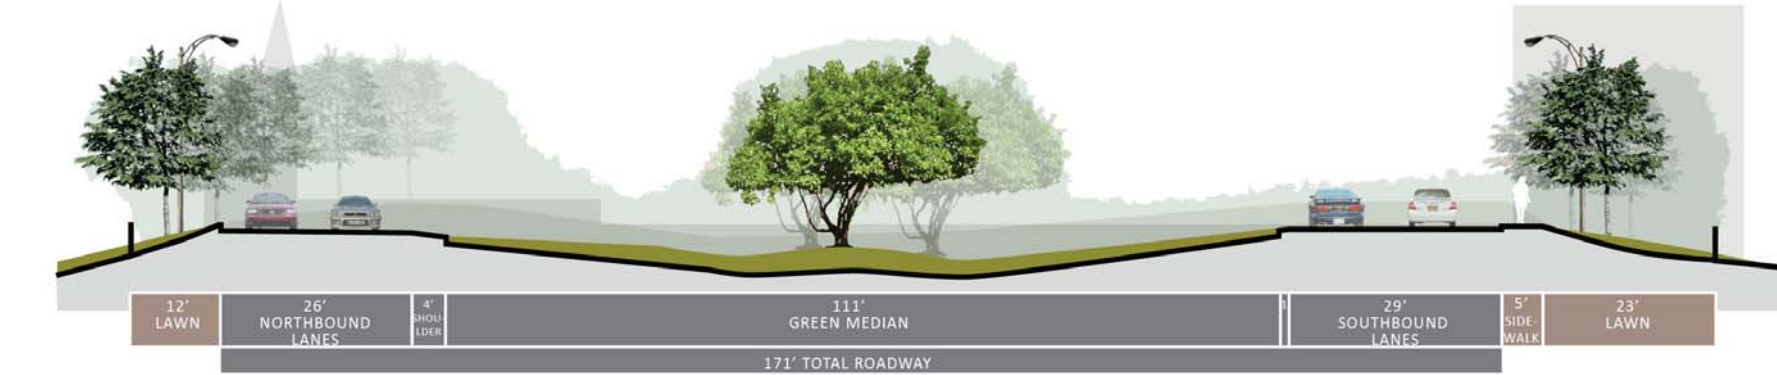 12'
LAWN
26'
NORTHBOUND
LANES
4'
SHOU-
LDER
111'
GREEN MEDIAN
1
29'
SOUTHBOUND
LANES
5'
SIDE-
WALK
23'
LAWN
171' TOTAL ROADWAY